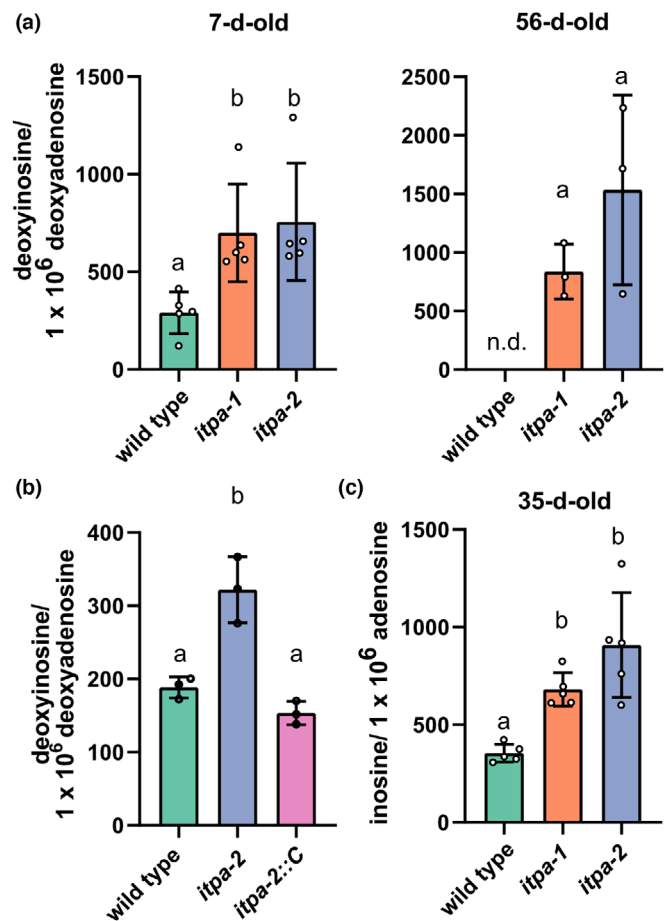 (a)
7-d-old
56-d-old
deoxyinosine/
1 x 10⁶ deoxyadenosine
1500
1000
500
0
a
b
b
wild type
itpa-1
itpa-2
2500
2000
1500
1000
500
0
n.d.
a
a
wild type
itpa-1
itpa-2
(b)
deoxyinosine/
1 x 10⁶ deoxyadenosine
400
300
200
100
0
a
b
a
wild type
itpa-2
itpa-2::C
(c)
35-d-old
inosine/ 1 x 10⁶ adenosine
1500
1000
500
0
a
b
b
wild type
itpa-1
itpa-2